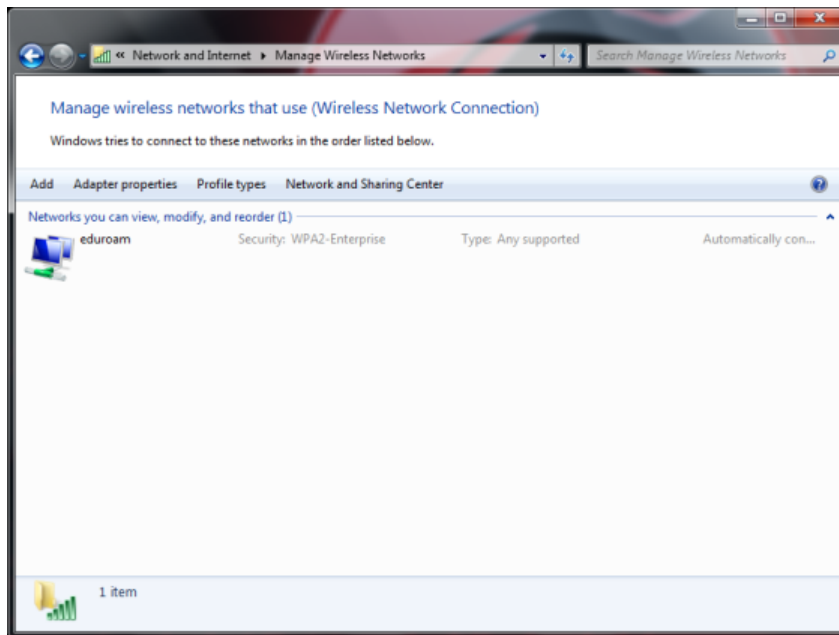 « Network and Internet ▸ Manage Wireless Networks Search Manage Wireless Networks
Manage wireless networks that use (Wireless Network Connection)
Windows tries to connect to these networks in the order listed below.
Add Adapter properties Profile types Network and Sharing Center
Networks you can view, modify, and reorder (1)
eduroam Security: WPA2-Enterprise Type: Any supported Automatically con...
1 item